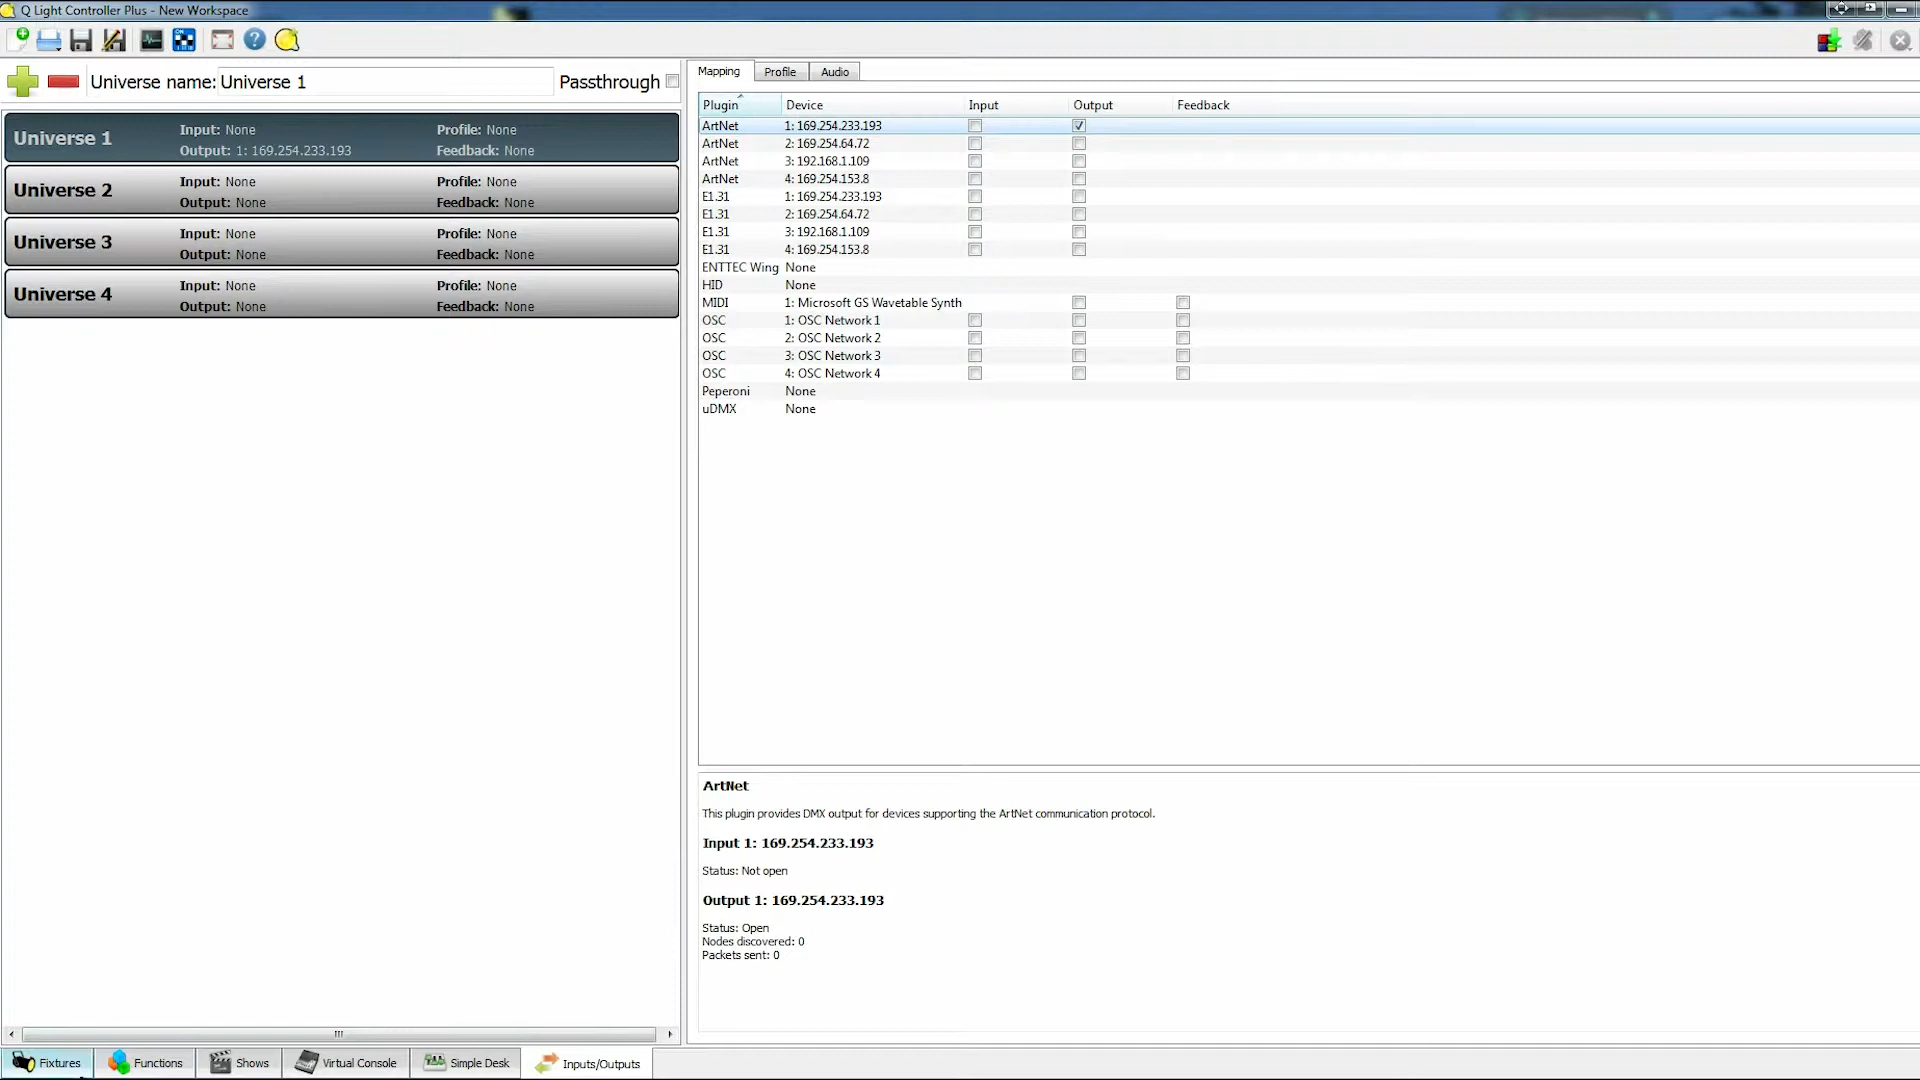 Q Light Controller Plus - New Workspace
Universe name: Universe 1 Passthrough
Universe 1 Input: None Profile: None
Output: 1: 169.254.233.193 Feedback: None
Universe 2 Input: None Profile: None
Output: None Feedback: None
Universe 3 Input: None Profile: None
Output: None Feedback: None
Universe 4 Input: None Profile: None
Output: None Feedback: None
Mapping Profile Audio
Plugin Device Input Output Feedback
ArtNet 1: 169.254.233.193
ArtNet 2: 169.254.64.72
ArtNet 3: 192.168.1.109
ArtNet 4: 169.254.153.8
E1.31 1: 169.254.233.193
E1.31 2: 169.254.64.72
E1.31 3: 192.168.1.109
E1.31 4: 169.254.153.8
ENTTEC Wing None
HID None
MIDI 1: Microsoft GS Wavetable Synth
OSC 1: OSC Network 1
OSC 2: OSC Network 2
OSC 3: OSC Network 3
OSC 4: OSC Network 4
Peperoni None
uDMX None
ArtNet
This plugin provides DMX output for devices supporting the ArtNet communication protocol.
Input 1: 169.254.233.193
Status: Not open
Output 1: 169.254.233.193
Status: Open
Nodes discovered: 0
Packets sent: 0
Fixtures Functions Shows Virtual Console Simple Desk Inputs/Outputs